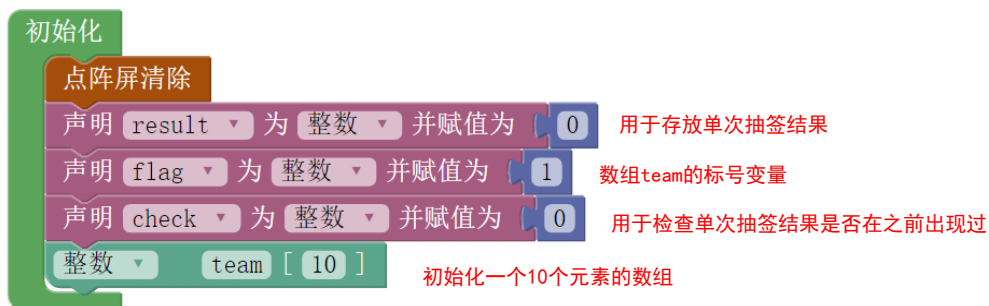 初始化
点阵屏清除
声明 result 为 整数 并赋值为 0 用于存放单次抽签结果
声明 flag 为 整数 并赋值为 1 数组team的标号变量
声明 check 为 整数 并赋值为 0 用于检查单次抽签结果是否在之前出现过
整数 team [ 10 ] 初始化一个10个元素的数组